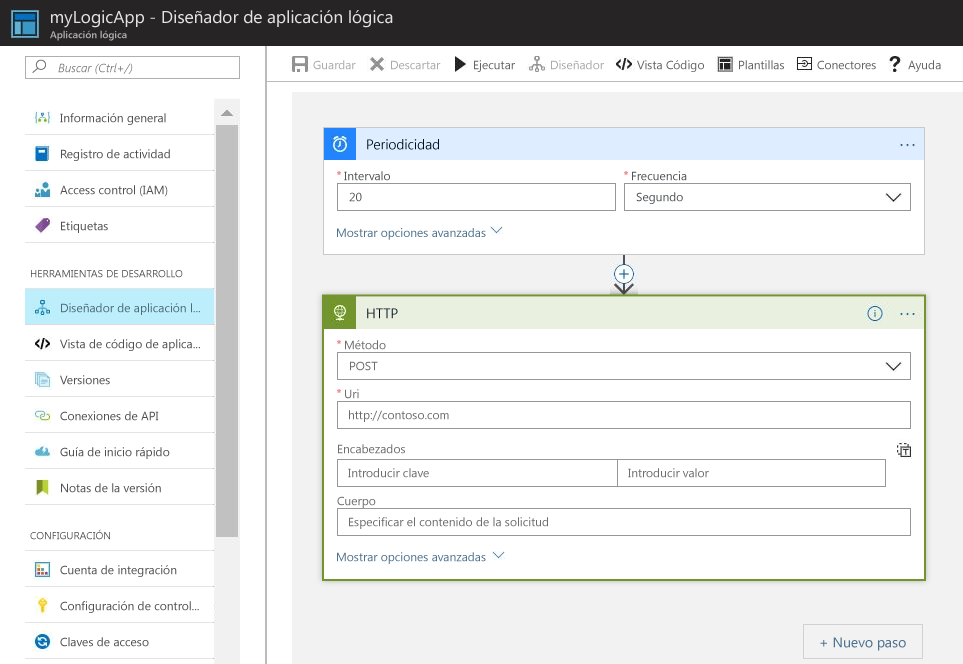 myLogicApp - Diseñador de aplicación lógica
Aplicación lógica
Buscar (Ctrl+/)
Información general
Registro de actividad
Access control (IAM)
Etiquetas
HERRAMIENTAS DE DESARROLLO
Diseñador de aplicación l...
Vista de código de aplica...
Versiones
Conexiones de API
Guía de inicio rápido
Notas de la versión
CONFIGURACIÓN
Cuenta de integración
Configuración de control...
Claves de acceso
Guardar Descartar Ejecutar Diseñador Vista Código Plantillas Conectores ? Ayuda
Periodicidad ...
* Intervalo * Frecuencia
20 Segundo
Mostrar opciones avanzadas
HTTP ...
* Método
POST
* Uri
http://contoso.com
Encabezados
Introducir clave Introducir valor
Cuerpo
Especificar el contenido de la solicitud
Mostrar opciones avanzadas
+ Nuevo paso